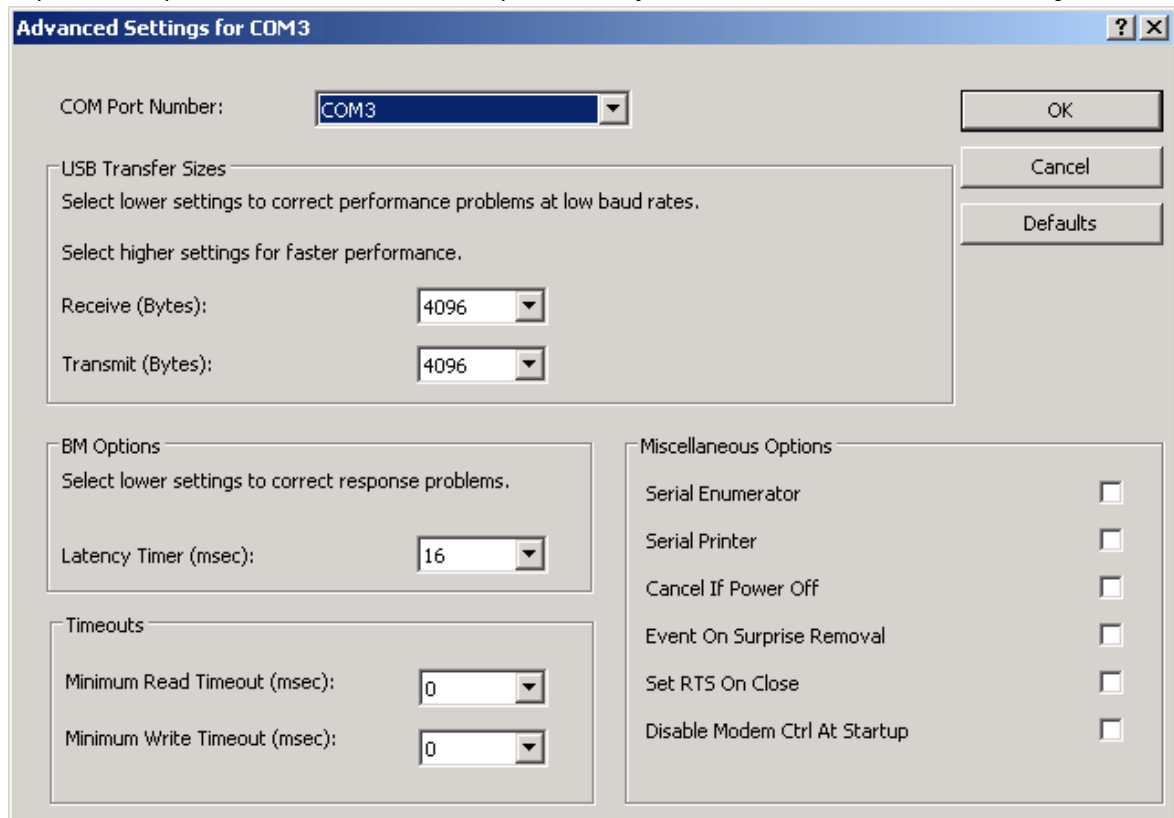 Advanced Settings for COM3
COM Port Number:
COM3
OK
Cancel
Defaults
USB Transfer Sizes
Select lower settings to correct performance problems at low baud rates.
Select higher settings for faster performance.
Receive (Bytes):
4096
Transmit (Bytes):
4096
BM Options
Select lower settings to correct response problems.
Latency Timer (msec):
16
Timeouts
Minimum Read Timeout (msec):
0
Minimum Write Timeout (msec):
0
Miscellaneous Options
Serial Enumerator
Serial Printer
Cancel If Power Off
Event On Surprise Removal
Set RTS On Close
Disable Modem Ctrl At Startup